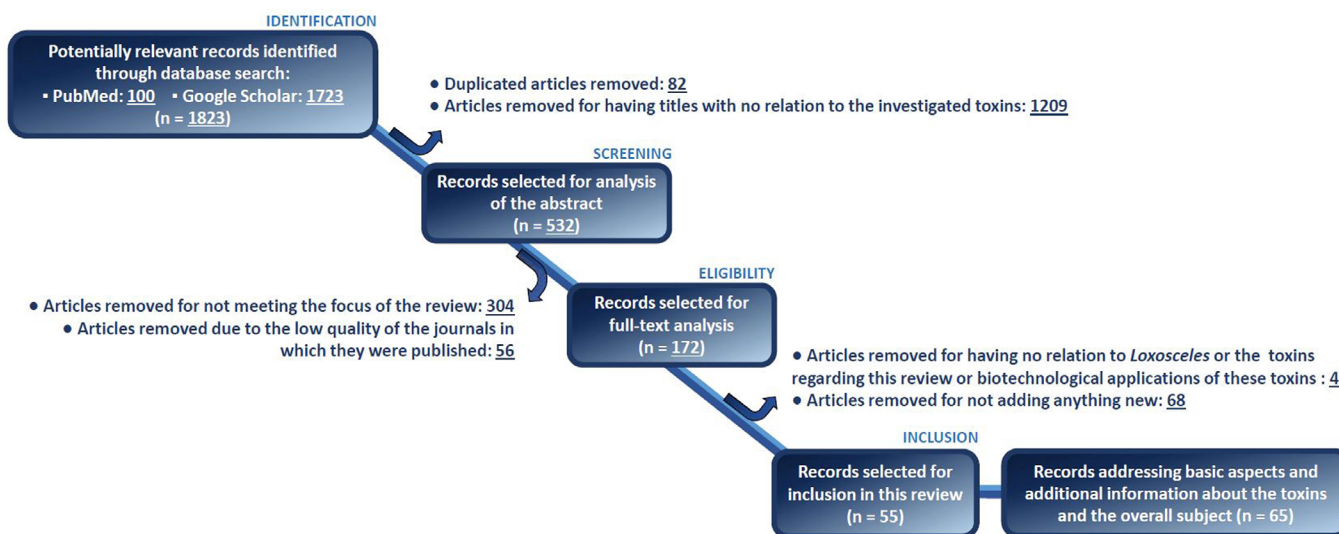 IDENTIFICATION
Potentially relevant records identified
through database search:
▪ PubMed: 100 ▪ Google Scholar: 1723
(n = 1823)
● Duplicated articles removed: 82
● Articles removed for having titles with no relation to the investigated toxins: 1209
SCREENING
Records selected for analysis
of the abstract
(n = 532)
● Articles removed for not meeting the focus of the review: 304
● Articles removed due to the low quality of the journals in
which they were published: 56
ELIGIBILITY
Records selected for
full-text analysis
(n = 172)
● Articles removed for having no relation to Loxosceles or the toxins
regarding this review or biotechnological applications of these toxins :
● Articles removed for not adding anything new: 68
INCLUSION
Records selected for
inclusion in this review
(n = 55)
Records addressing basic aspects and
additional information about the toxins
and the overall subject (n = 65)